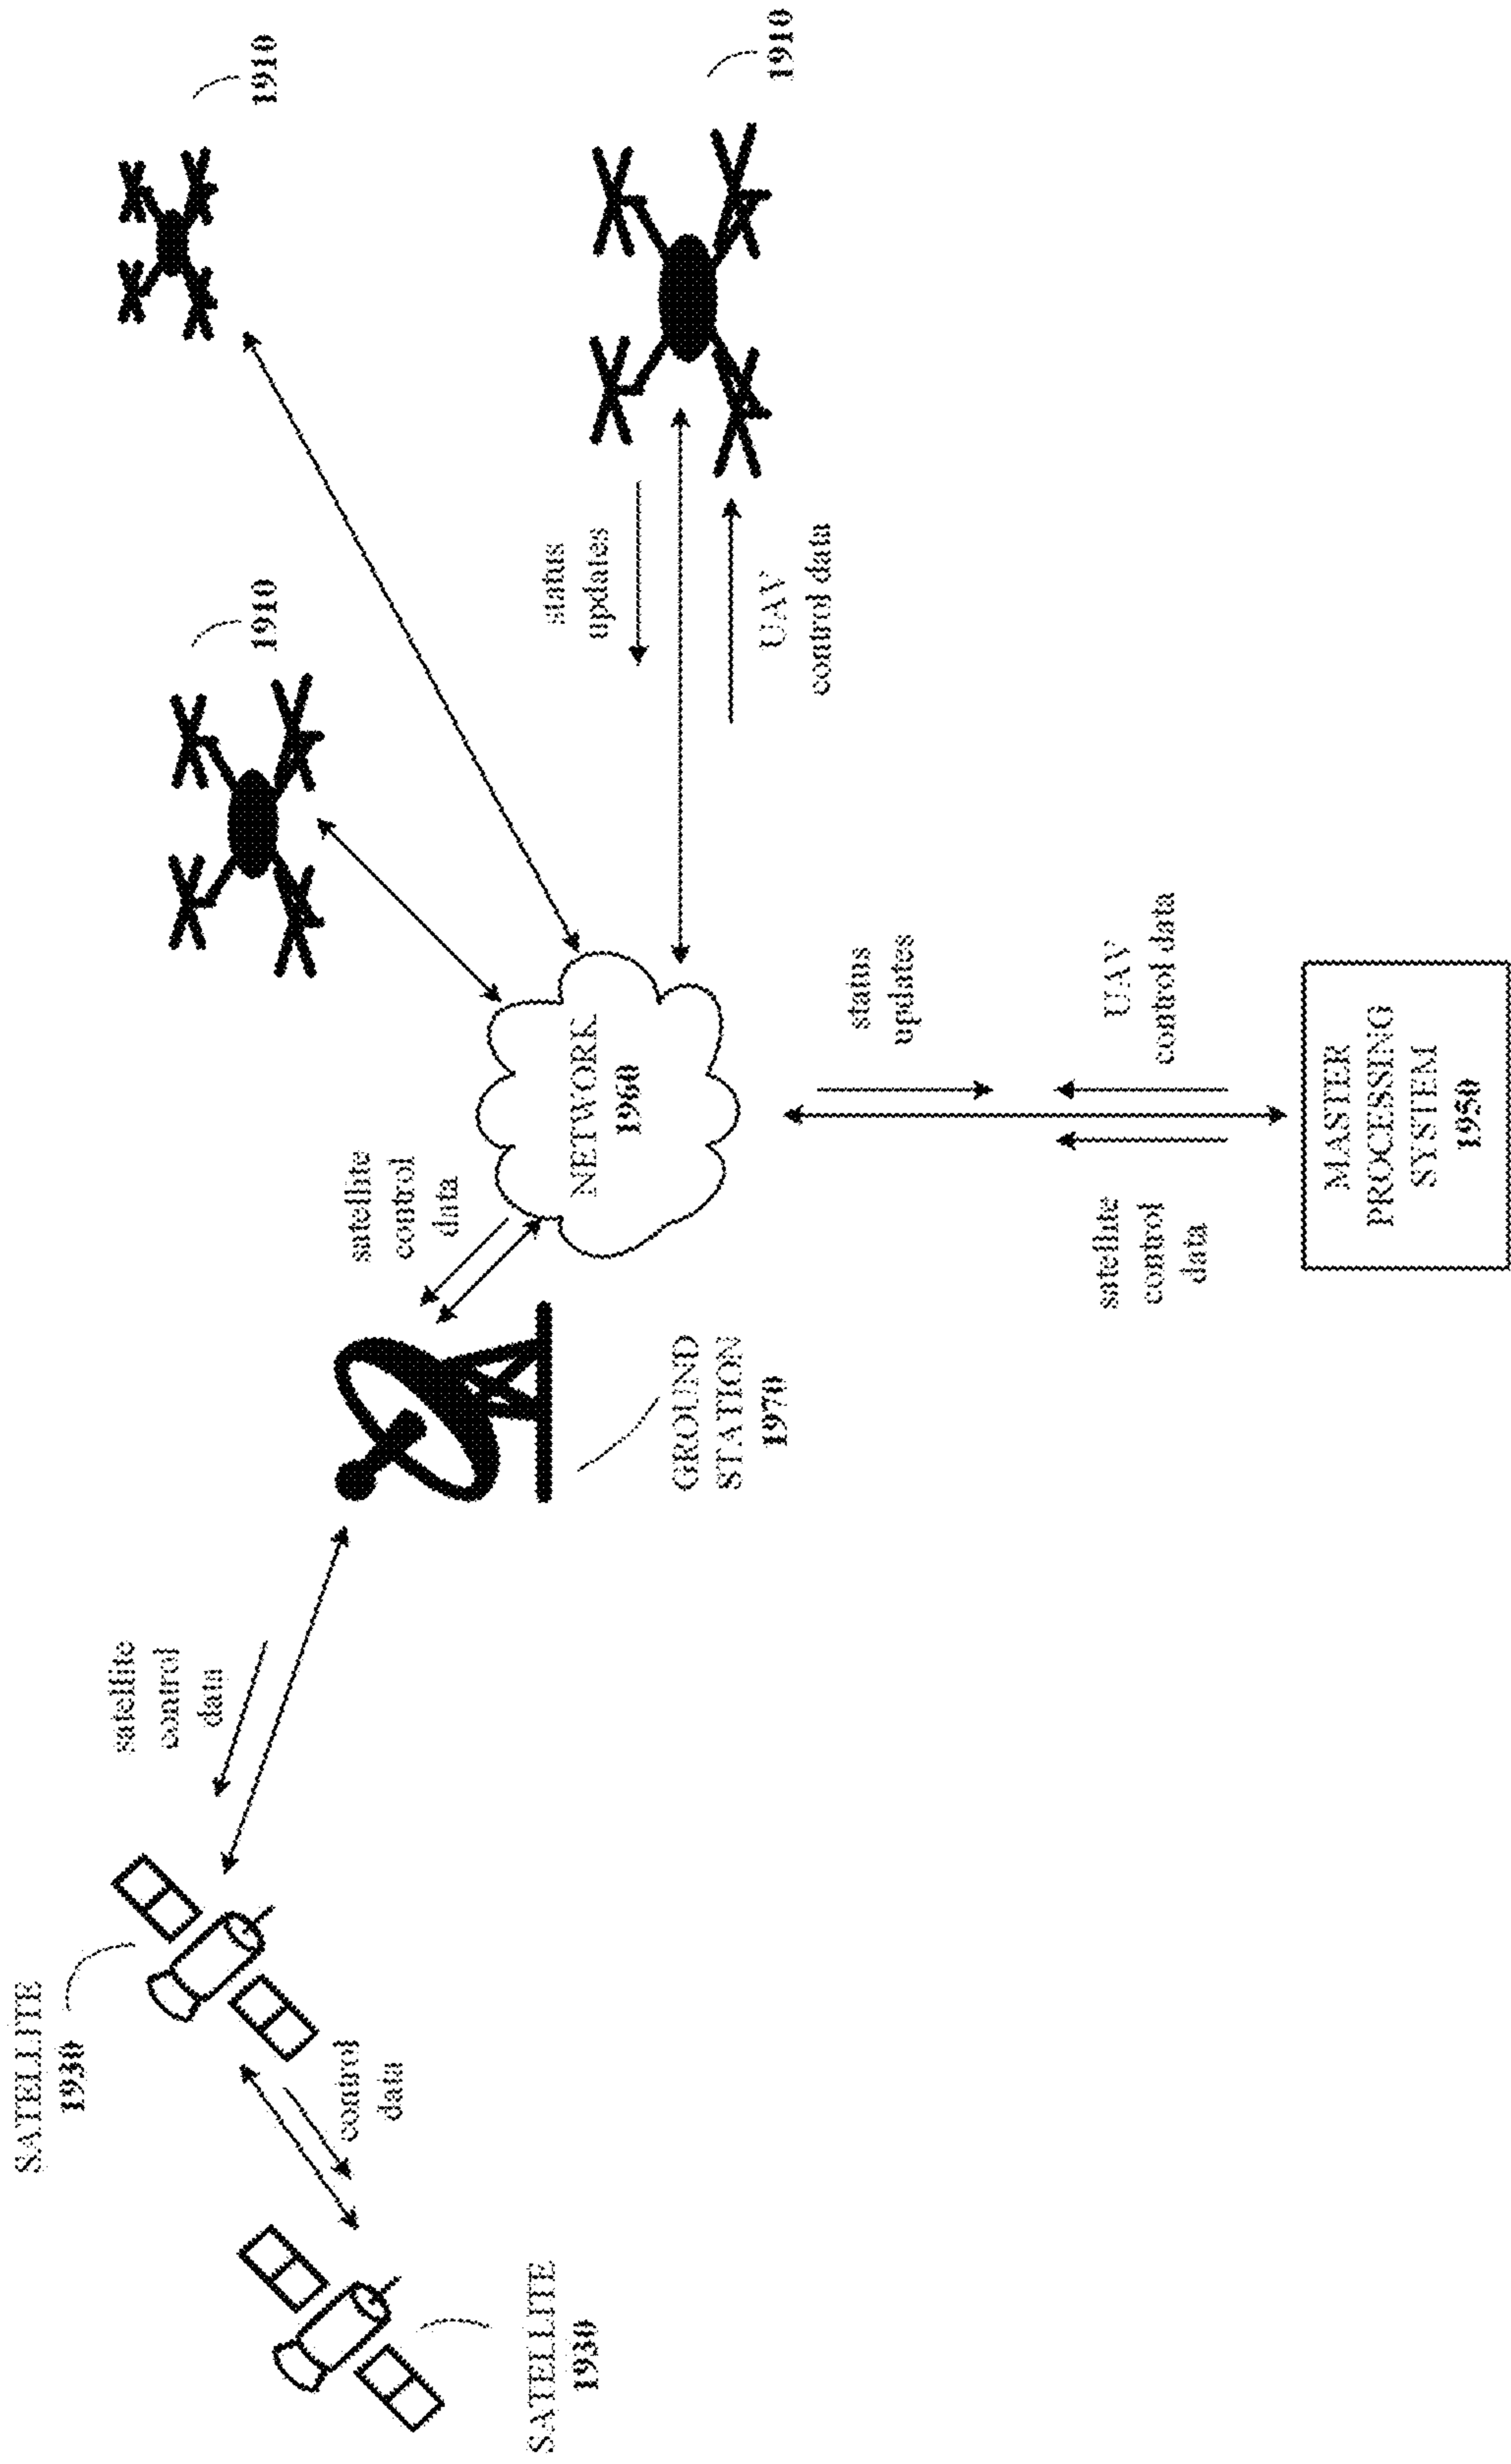 SATELLITE
1930
SATELLITE
1930
control
data
satellite
control
data
GROUND
STATION
1970
satellite
control
data
NETWORK
1960
1910
1910
1910
status
updates
UAV
control data
status
updates
UAV
control data
satellite
control
data
MASTER
PROCESSING
SYSTEM
1950